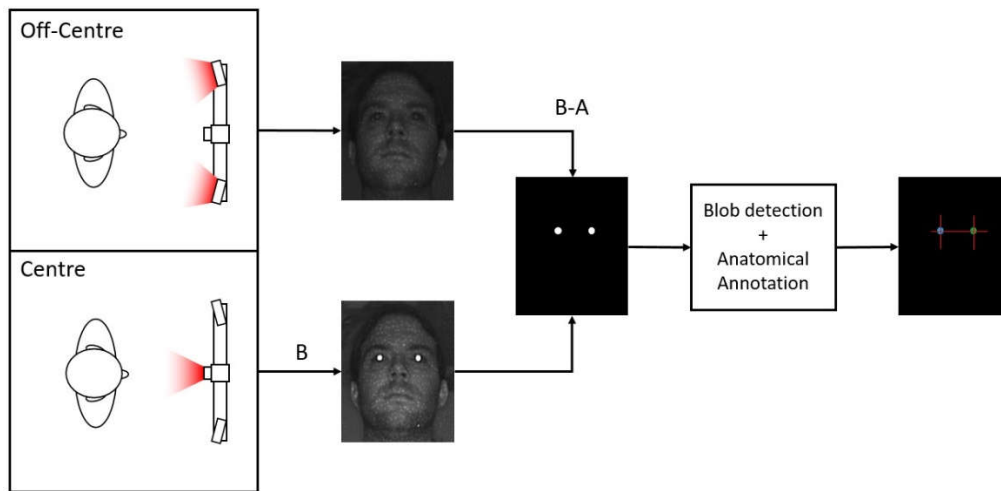 Off-Centre
B-A
Blob detection
+
Anatomical
Annotation
Centre
B